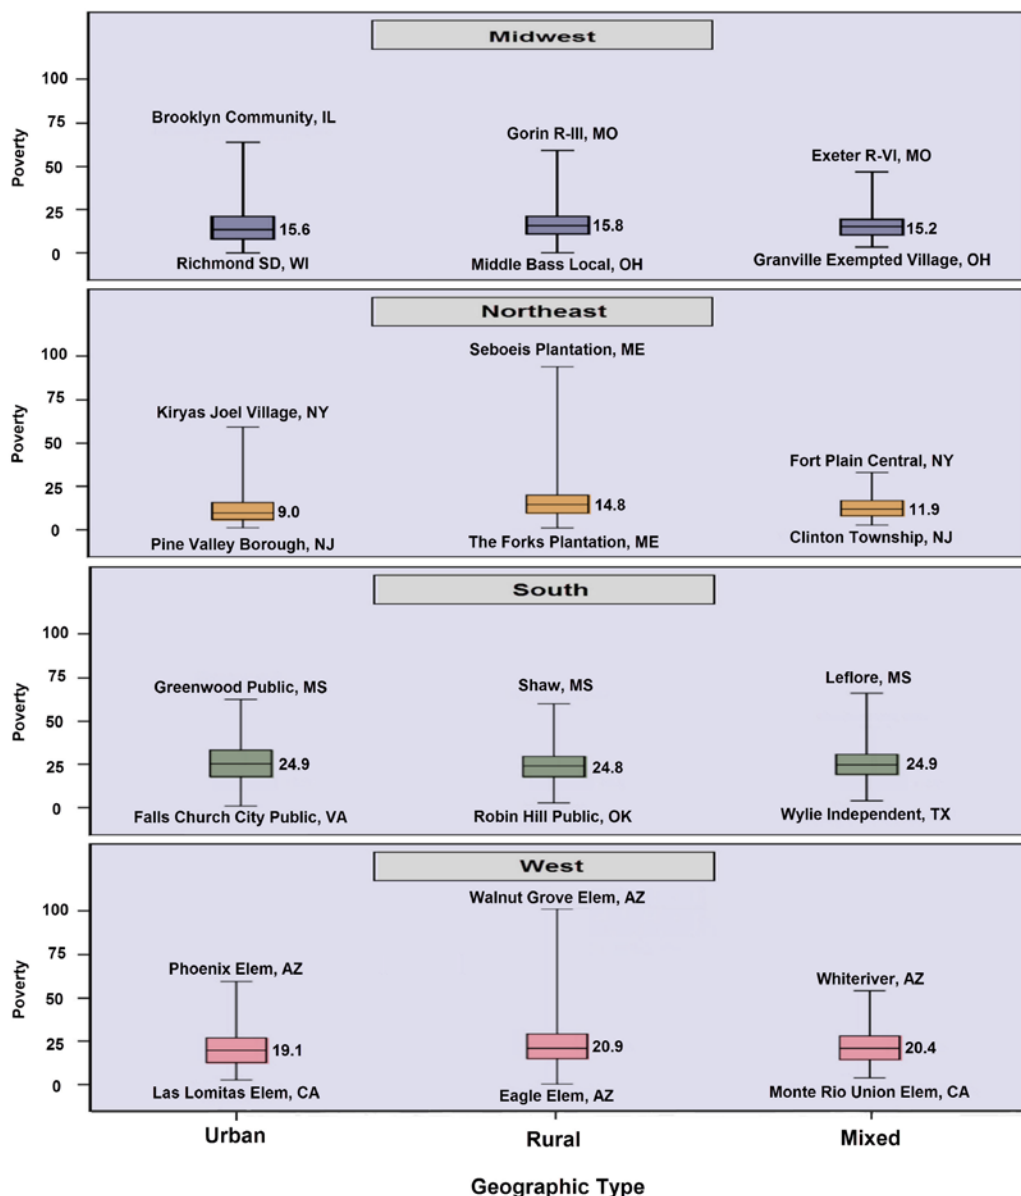 Midwest
Poverty
100
75
50
25
0
Brooklyn Community, IL
Gorin R-III, MO
Exeter R-VI, MO
15.6
15.8
15.2
Richmond SD, WI
Middle Bass Local, OH
Granville Exempted Village, OH
Northeast
Poverty
100
75
50
25
0
Seboeis Plantation, ME
Kiryas Joel Village, NY
Fort Plain Central, NY
9.0
14.8
11.9
Pine Valley Borough, NJ
The Forks Plantation, ME
Clinton Township, NJ
South
Poverty
100
75
50
25
0
Greenwood Public, MS
Shaw, MS
Leflore, MS
24.9
24.8
24.9
Falls Church City Public, VA
Robin Hill Public, OK
Wylie Independent, TX
West
Poverty
100
75
50
25
0
Walnut Grove Elem, AZ
Phoenix Elem, AZ
Whiteriver, AZ
19.1
20.9
20.4
Las Lomitas Elem, CA
Eagle Elem, AZ
Monte Rio Union Elem, CA
Urban
Rural
Mixed
Geographic Type